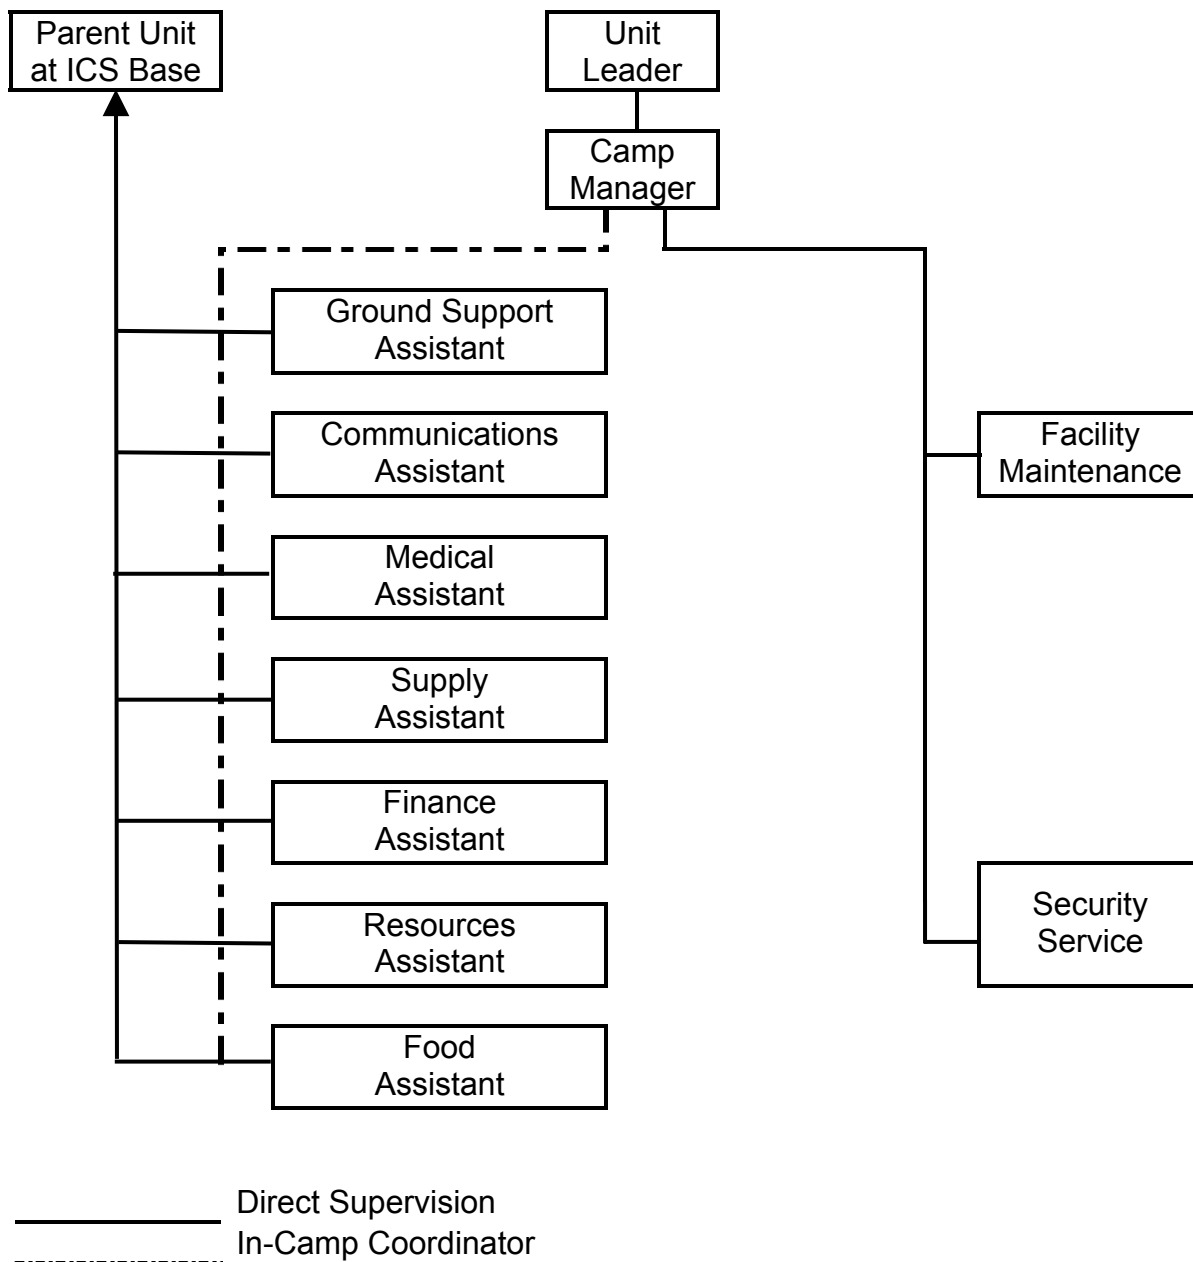 Parent Unit
at ICS Base
Unit
Leader
Camp
Manager
Ground Support
Assistant
Communications
Assistant
Facility
Maintenance
Medical
Assistant
Supply
Assistant
Finance
Assistant
Resources
Assistant
Security
Service
Food
Assistant
Direct Supervision
In-Camp Coordinator